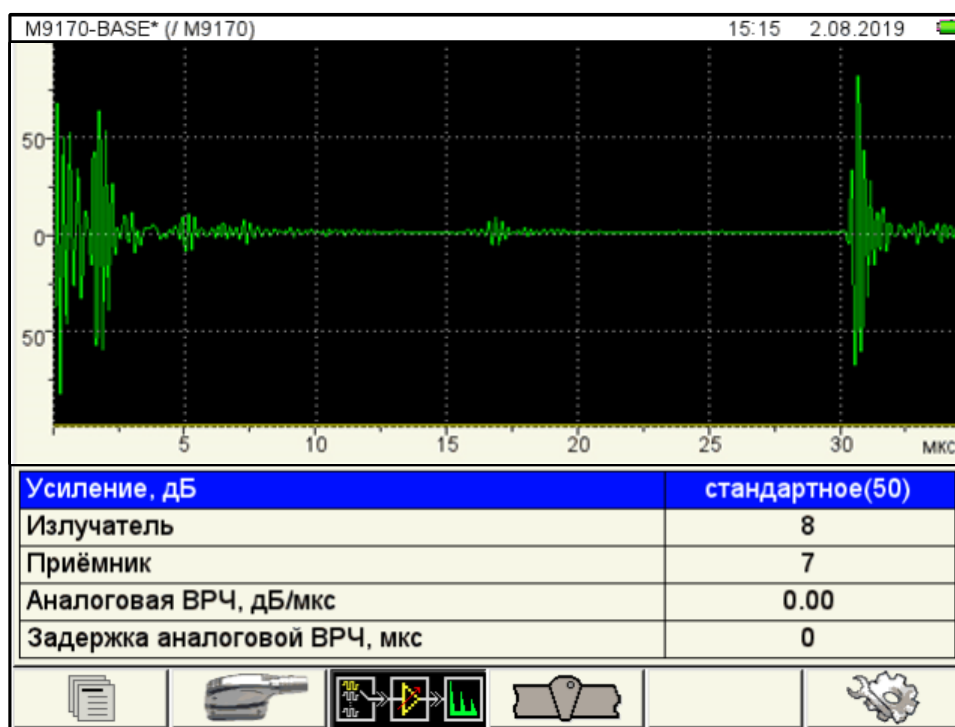 M9170-BASE* (/ M9170) 15:15 2.08.2019
50
0
50
5 10 15 20 25 30 мкс
Усиление, дБ стандартное(50)
Излучатель 8
Приёмник 7
Аналоговая ВРЧ, дБ/мкс 0.00
Задержка аналоговой ВРЧ, мкс 0